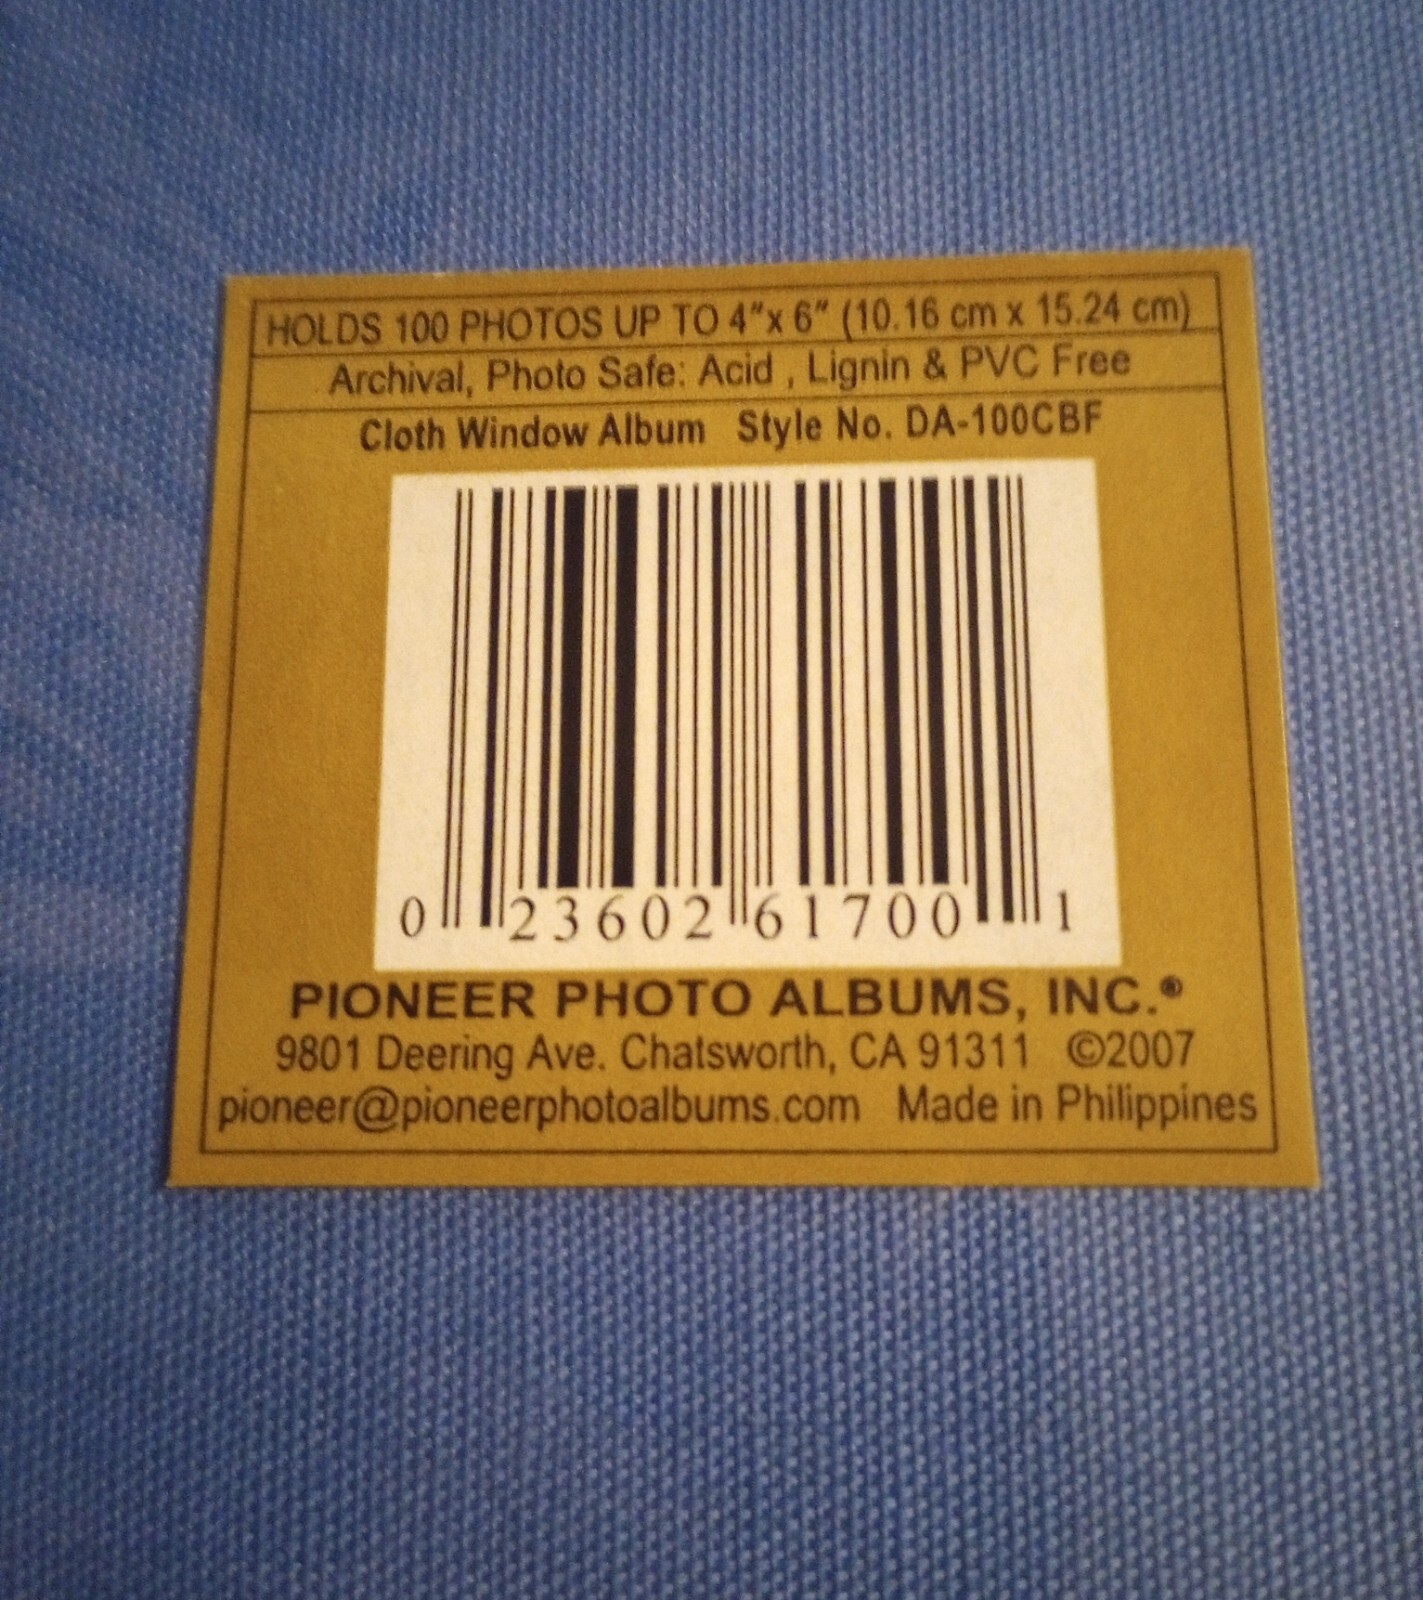 HOLDS 100 PHOTOS UP TO 4"x 6" (10.16 cm x 15.24 cm)
Archival, Photo Safe: Acid , Lignin & PVC Free
Cloth Window Album Style No. DA-100CBF
0 23602 61700 1
PIONEER PHOTO ALBUMS, INC.®
9801 Deering Ave. Chatsworth, CA 91311 ©2007
pioneer@pioneerphotoalbums.com Made in Philippines